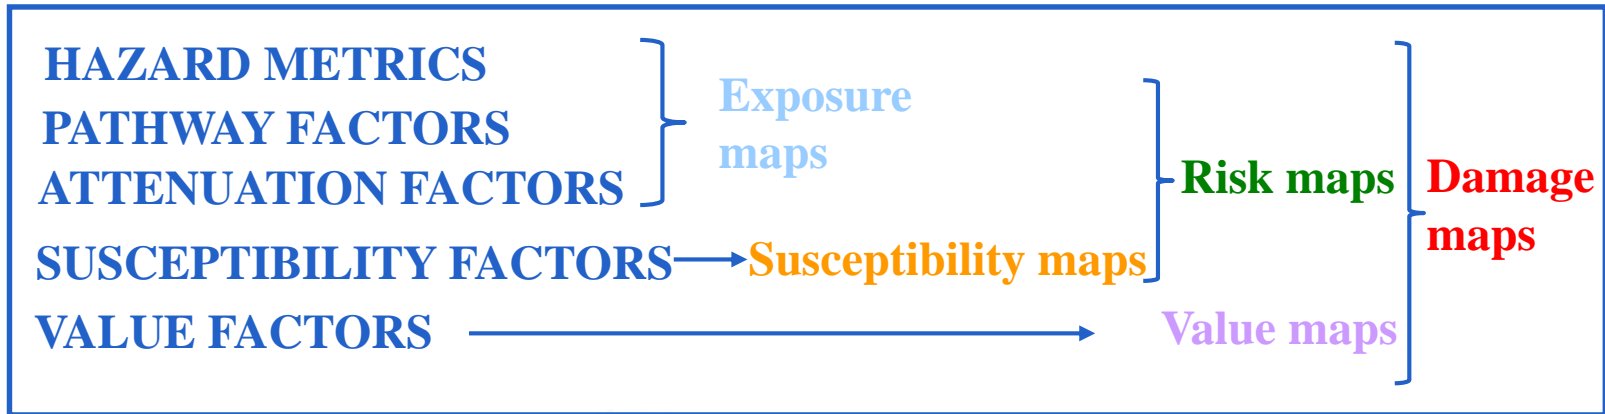 HAZARD METRICS
PATHWAY FACTORS
ATTENUATION FACTORS
SUSCEPTIBILITY FACTORS
VALUE FACTORS
Exposure
maps
Susceptibility maps
Risk maps
Value maps
Damage
maps